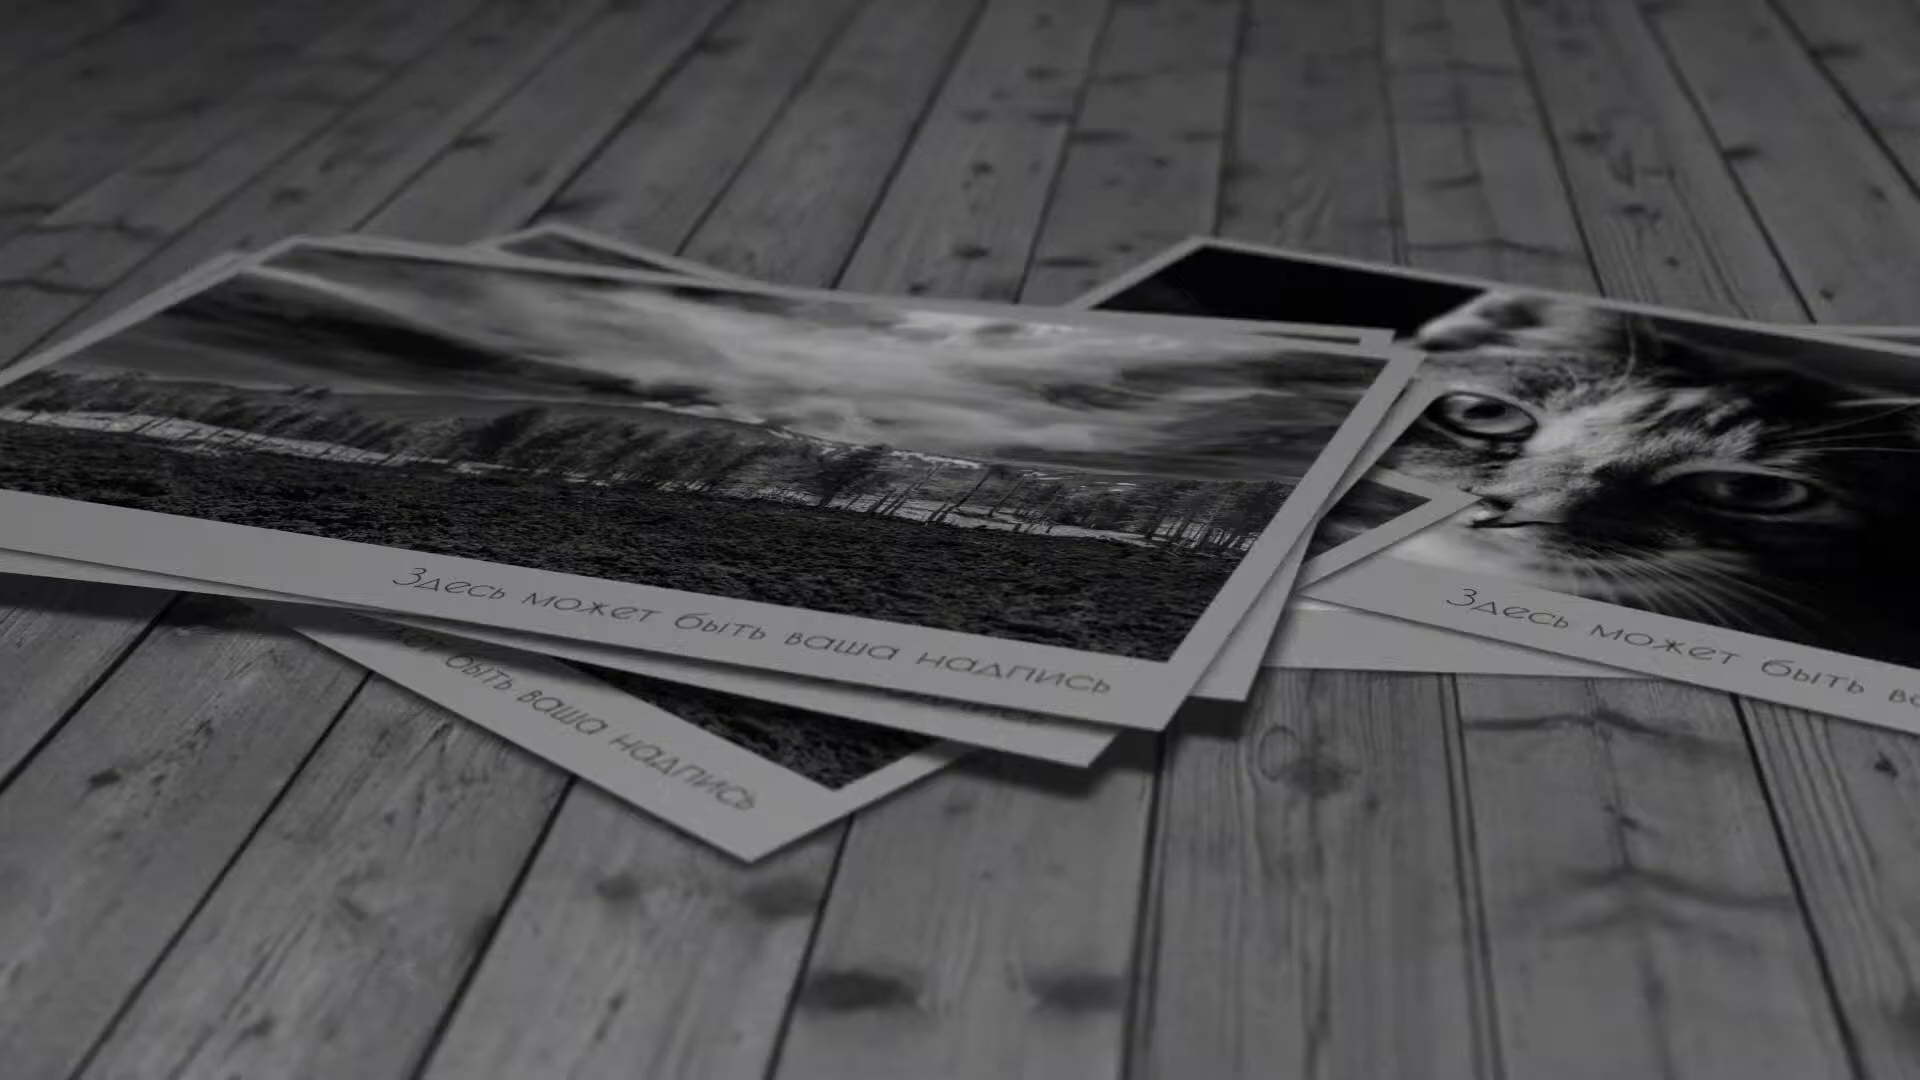 Здесь может быть ваша надпись
быть ваша надпись
Здесь может быть